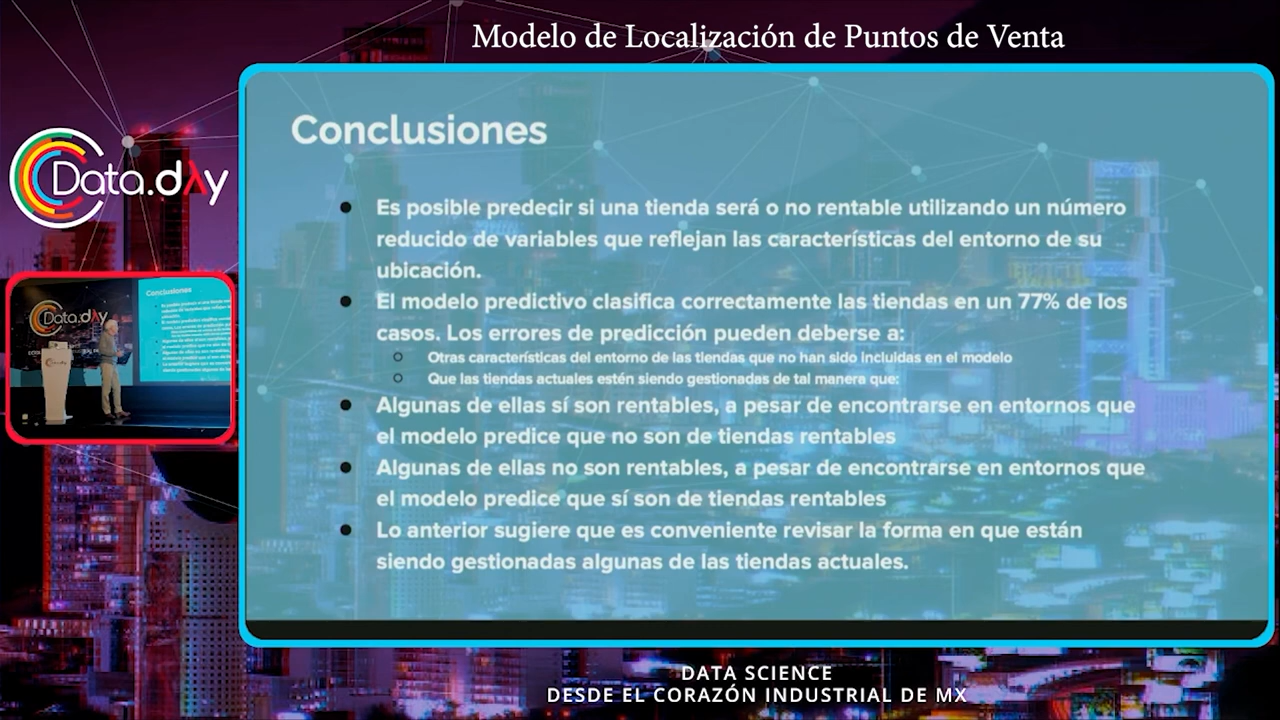 Modelo de Localización de Puntos de Venta
Data.dλy
Conclusiones
● Es posible predecir si una tienda será o no rentable utilizando un número
reducido de variables que reflejan las características del entorno de su
ubicación.
● El modelo predictivo clasifica correctamente las tiendas en un 77% de los
casos. Los errores de predicción pueden deberse a:
○ Otras características del entorno de las tiendas que no han sido incluidas en el modelo
○ Que las tiendas actuales estén siendo gestionadas de tal manera que:
● Algunas de ellas sí son rentables, a pesar de encontrarse en entornos que
el modelo predice que no son de tiendas rentables
● Algunas de ellas no son rentables, a pesar de encontrarse en entornos que
el modelo predice que sí son de tiendas rentables
● Lo anterior sugiere que es conveniente revisar la forma en que están
siendo gestionadas algunas de las tiendas actuales.
Data.dλy
Conclusiones
DATA SCIENCE
DESDE EL CORAZÓN INDUSTRIAL DE MX